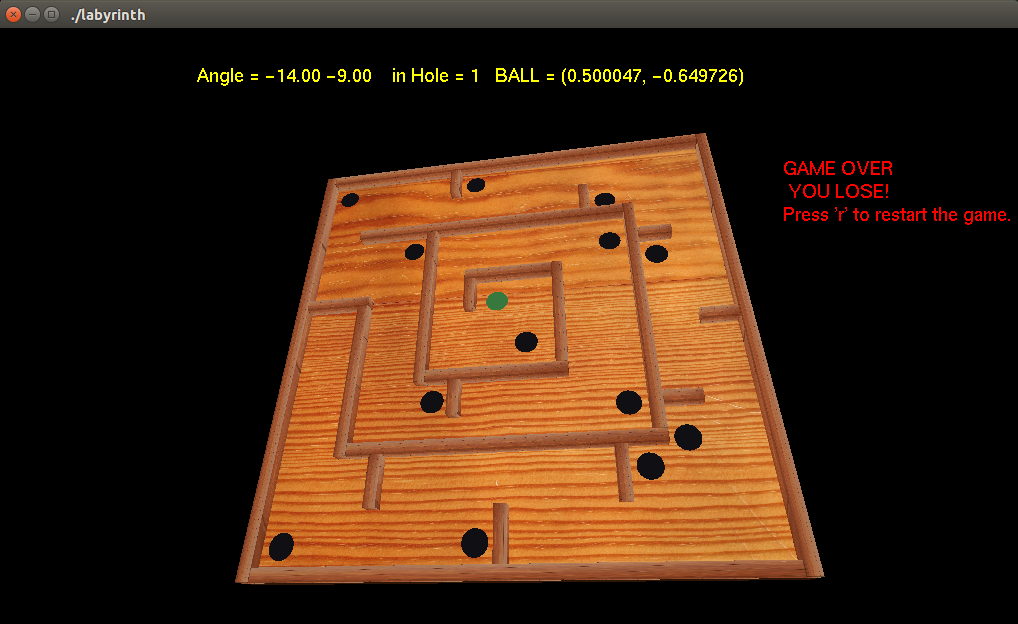 ./labyrinth
Angle = −14.00 −9.00 in Hole = 1 BALL = (0.500047, −0.649726)
GAME OVER
YOU LOSE!
Press 'r' to restart the game.